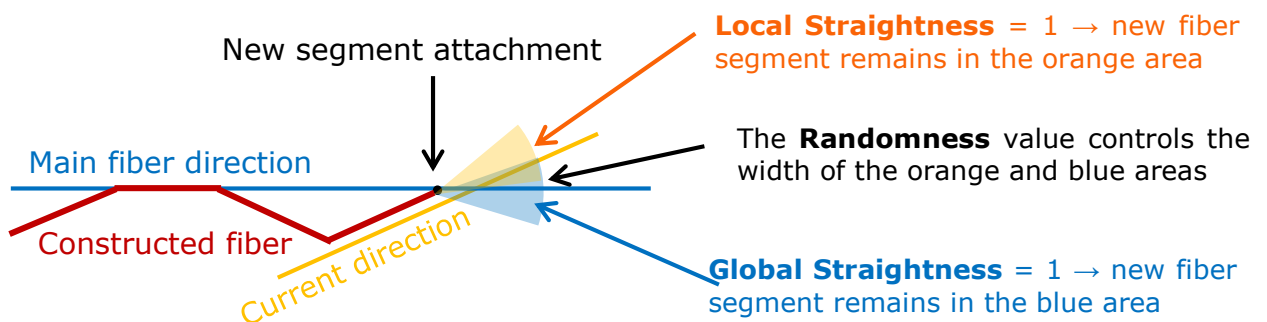 Local Straightness = 1 → new fiber
segment remains in the orange area
New segment attachment
The Randomness value controls the
width of the orange and blue areas
Main fiber direction
Constructed fiber
Current direction
Global Straightness = 1 → new fiber
segment remains in the blue area